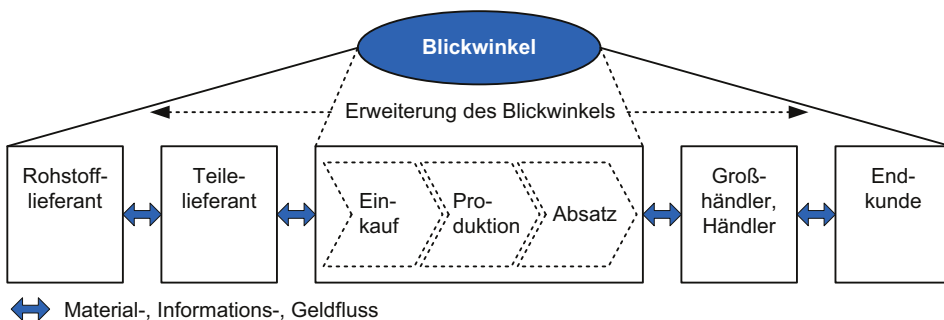 Blickwinkel
Erweiterung des Blickwinkels
Rohstoff-
lieferant
Teile-
lieferant
Ein-
kauf
Pro-
duktion
Absatz
Groß-
händler,
Händler
End-
kunde
Material-, Informations-, Geldfluss